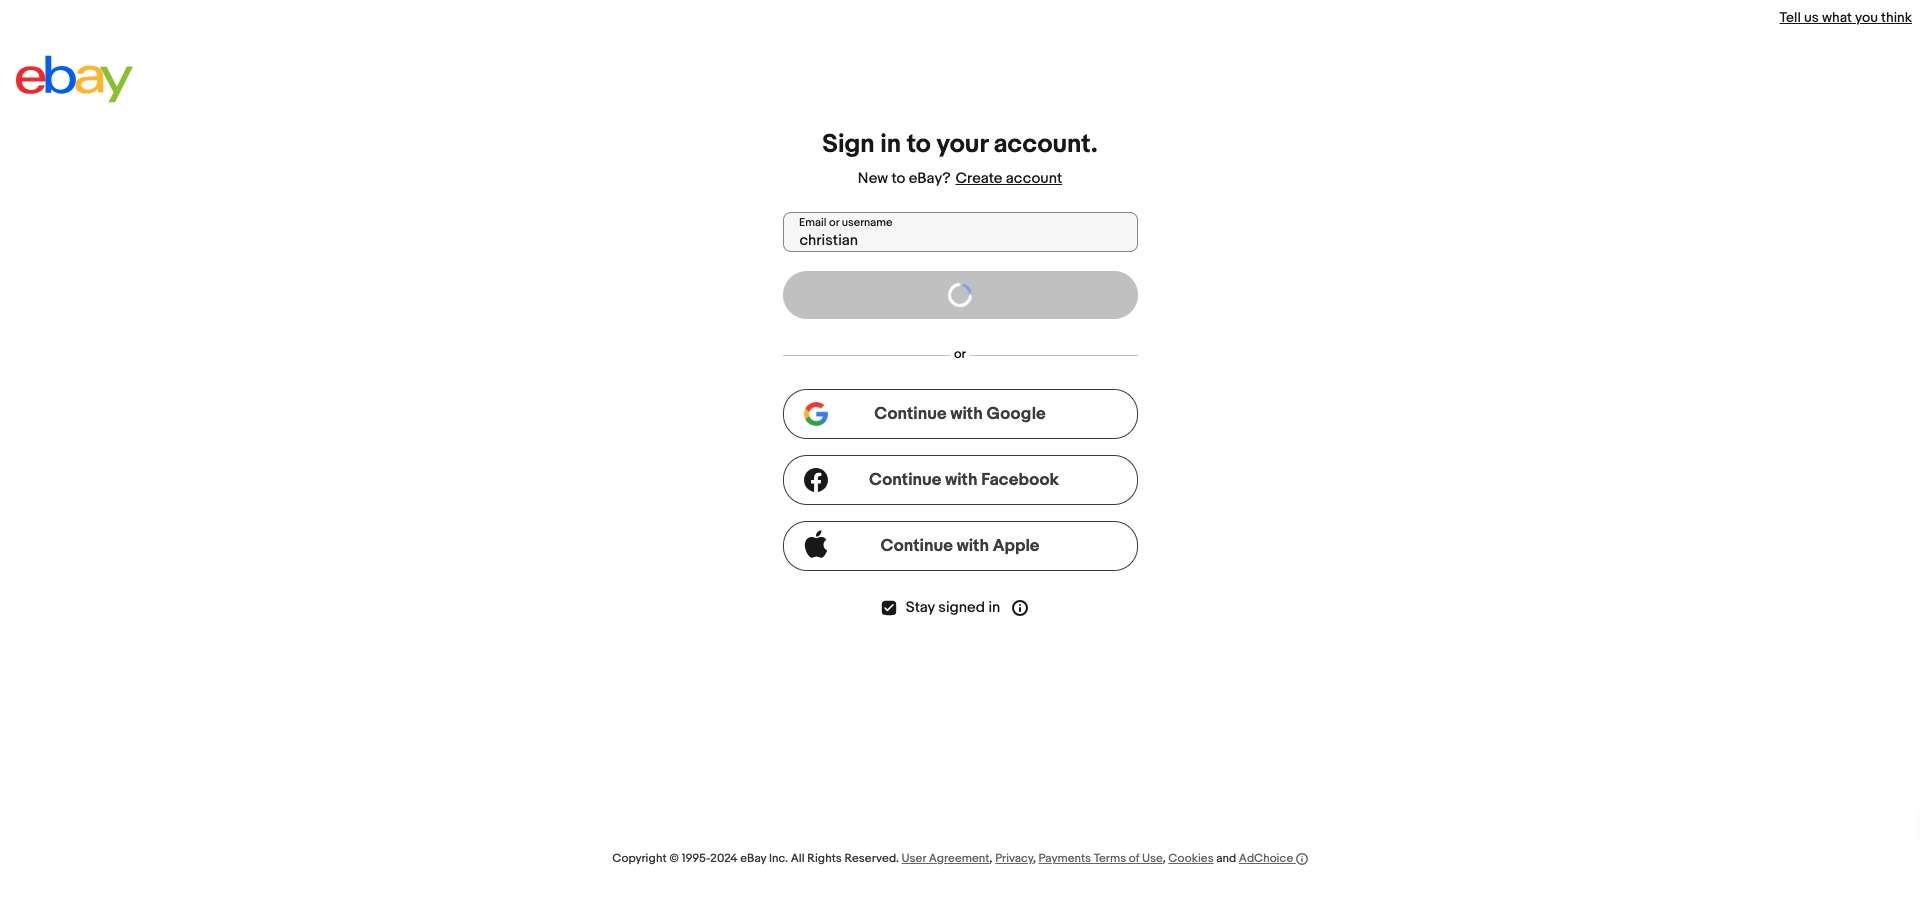 Tell us what you think
ebay
Sign in to your account.
New to eBay? Create account
Email or username
christian
or
Continue with Google
Continue with Facebook
Continue with Apple
Stay signed in
Copyright © 1995-2024 eBay Inc. All Rights Reserved. User Agreement, Privacy, Payments Terms of Use, Cookies and AdChoice